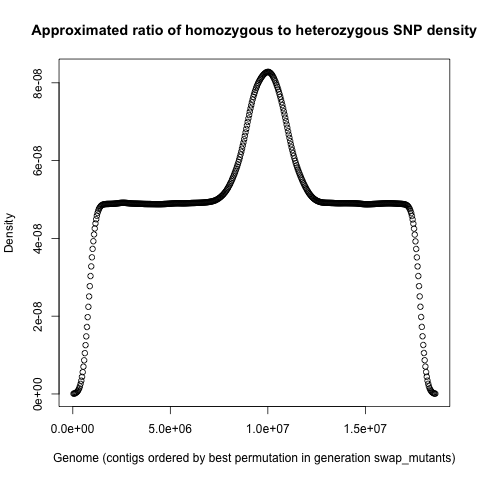 Approximated ratio of homozygous to heterozygous SNP density
8e-08
6e-08
4e-08
2e-08
0e+00
Density
0.0e+00 5.0e+06 1.0e+07 1.5e+07
Genome (contigs ordered by best permutation in generation swap_mutants)